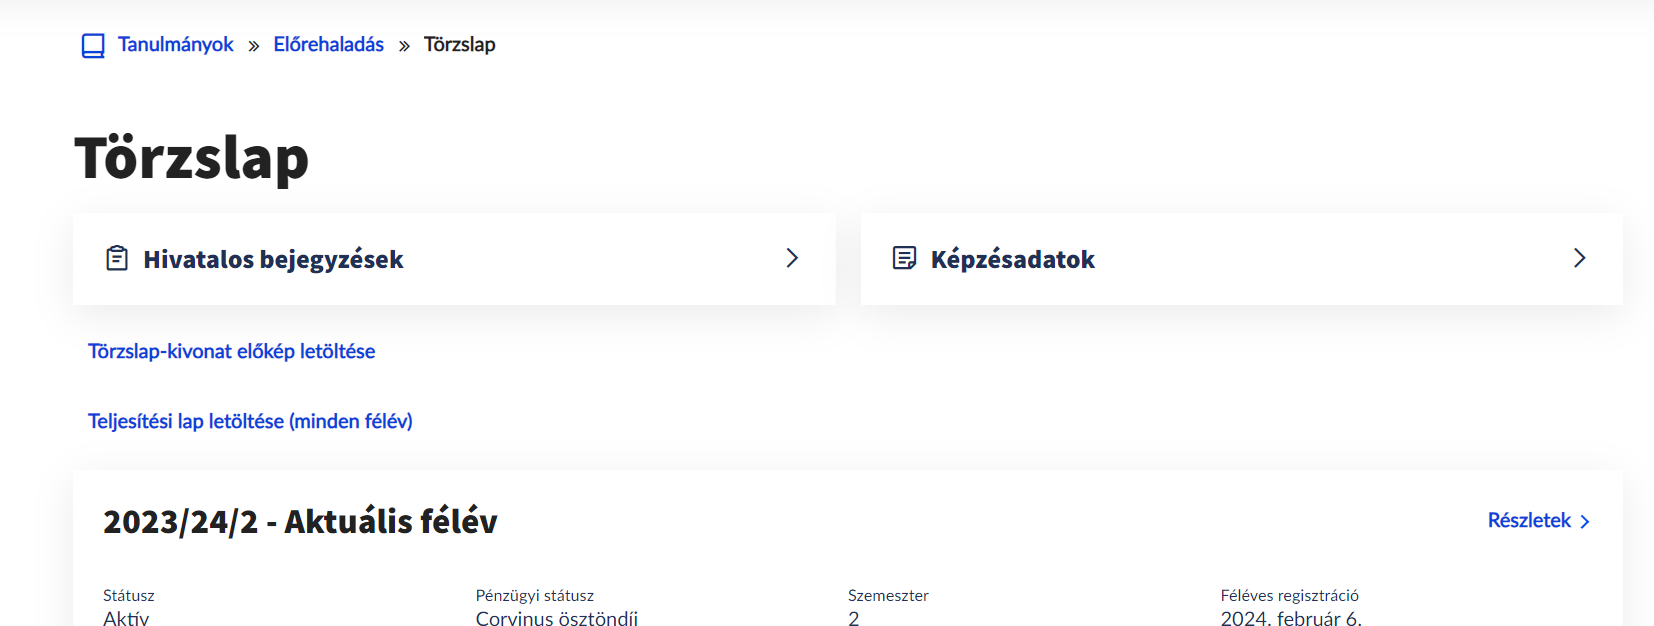 Tanulmányok » Előrehaladás » Törzslap
Törzslap
Hivatalos bejegyzések
Képzésadatok
Törzslap-kivonat előkép letöltése
Teljesítési lap letöltése (minden félév)
2023/24/2 - Aktuális félév
Részletek
Státusz
Aktív
Pénzügyi státusz
Corvinus ösztöndíj
Szemeszter
2
Féléves regisztráció
2024. február 6.